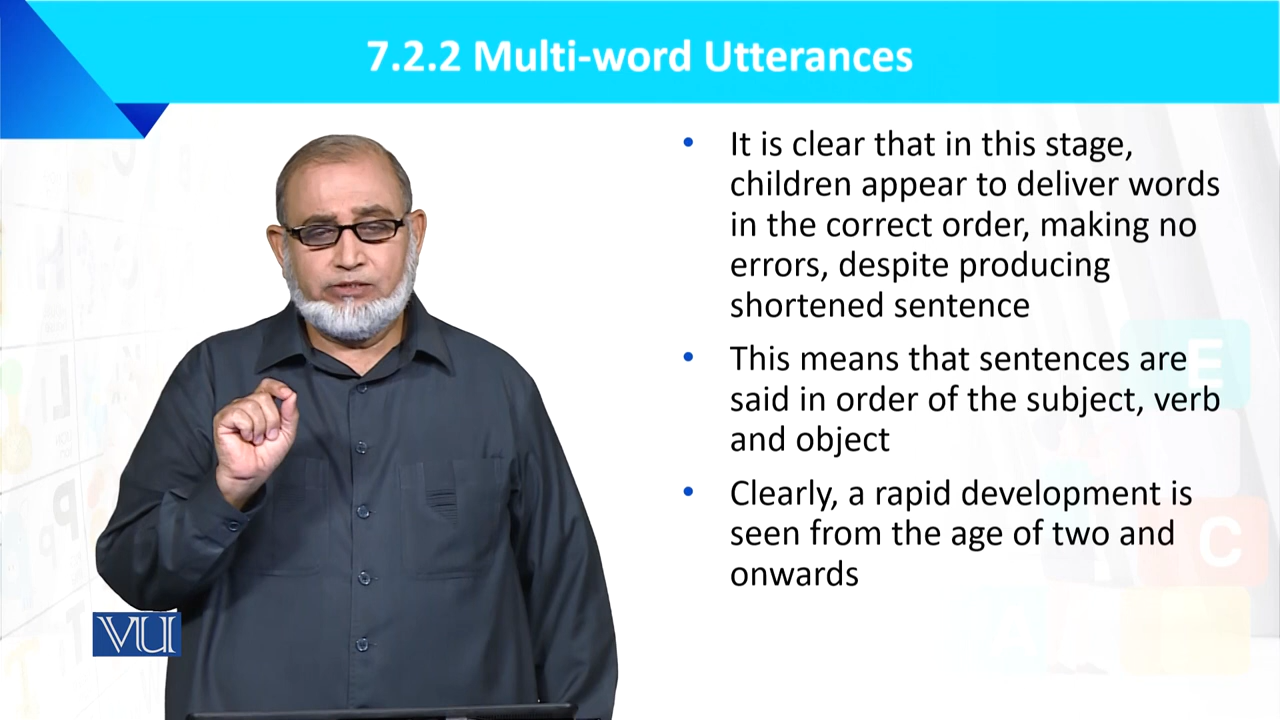 7.2.2 Multi-word Utterances
• It is clear that in this stage,
children appear to deliver words
in the correct order, making no
errors, despite producing
shortened sentence
• This means that sentences are
said in order of the subject, verb
and object
• Clearly, a rapid development is
seen from the age of two and
onwards
VU
E
C
A